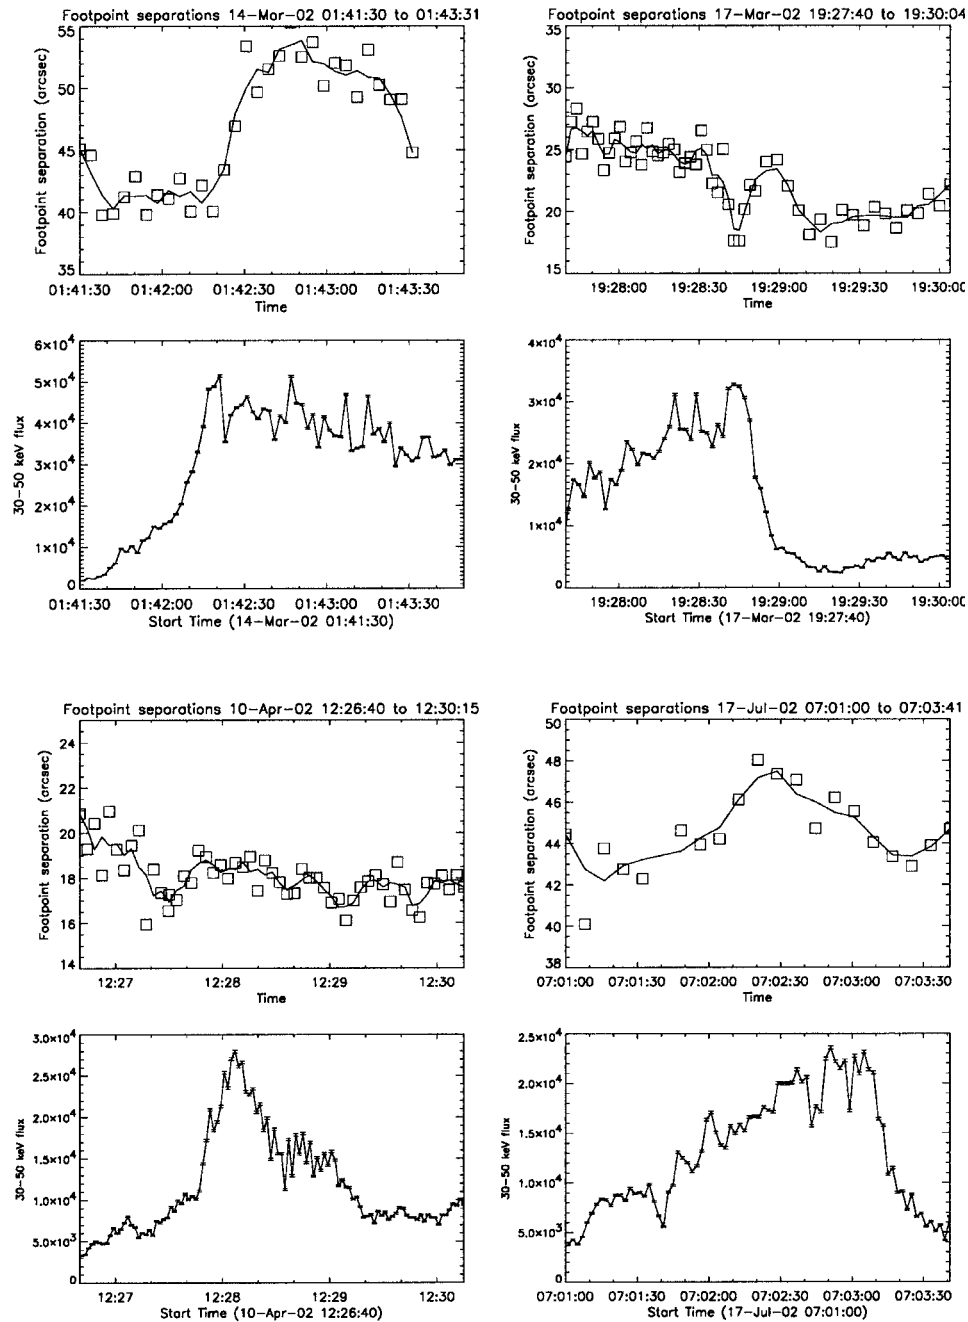 Footpoint separations 14-Mar-02 01:41:30 to 01:43:31
Footpoint separation (arcsec)
55
50
45
40
35
01:41:30 01:42:00 01:42:30 01:43:00 01:43:30
Time
Footpoint separations 17-Mar-02 19:27:40 to 19:30:04
Footpoint separation (arcsec)
35
30
25
20
15
19:28:00 19:28:30 19:29:00 19:29:30 19:30:00
Time
30-50 keV flux
6×10⁴
5×10⁴
4×10⁴
3×10⁴
2×10⁴
1×10⁴
0
01:41:30 01:42:00 01:42:30 01:43:00 01:43:30
Start Time (14-Mar-02 01:41:30)
30-50 keV flux
4×10⁴
3×10⁴
2×10⁴
1×10⁴
0
19:28:00 19:28:30 19:29:00 19:29:30 19:30:00
Start Time (17-Mar-02 19:27:40)
Footpoint separations 10-Apr-02 12:26:40 to 12:30:15
Footpoint separation (arcsec)
24
22
20
18
16
14
12:27 12:28 12:29 12:30
Time
Footpoint separations 17-Jul-02 07:01:00 to 07:03:41
Footpoint separation (arcsec)
50
48
46
44
42
40
38
07:01:00 07:01:30 07:02:00 07:02:30 07:03:00 07:03:30
Time
30-50 keV flux
3.0×10⁴
2.5×10⁴
2.0×10⁴
1.5×10⁴
1.0×10⁴
5.0×10³
0
12:27 12:28 12:29 12:30
Start Time (10-Apr-02 12:26:40)
30-50 keV flux
2.5×10⁴
2.0×10⁴
1.5×10⁴
1.0×10⁴
5.0×10³
0
07:01:00 07:01:30 07:02:00 07:02:30 07:03:00 07:03:30
Start Time (17-Jul-02 07:01:00)